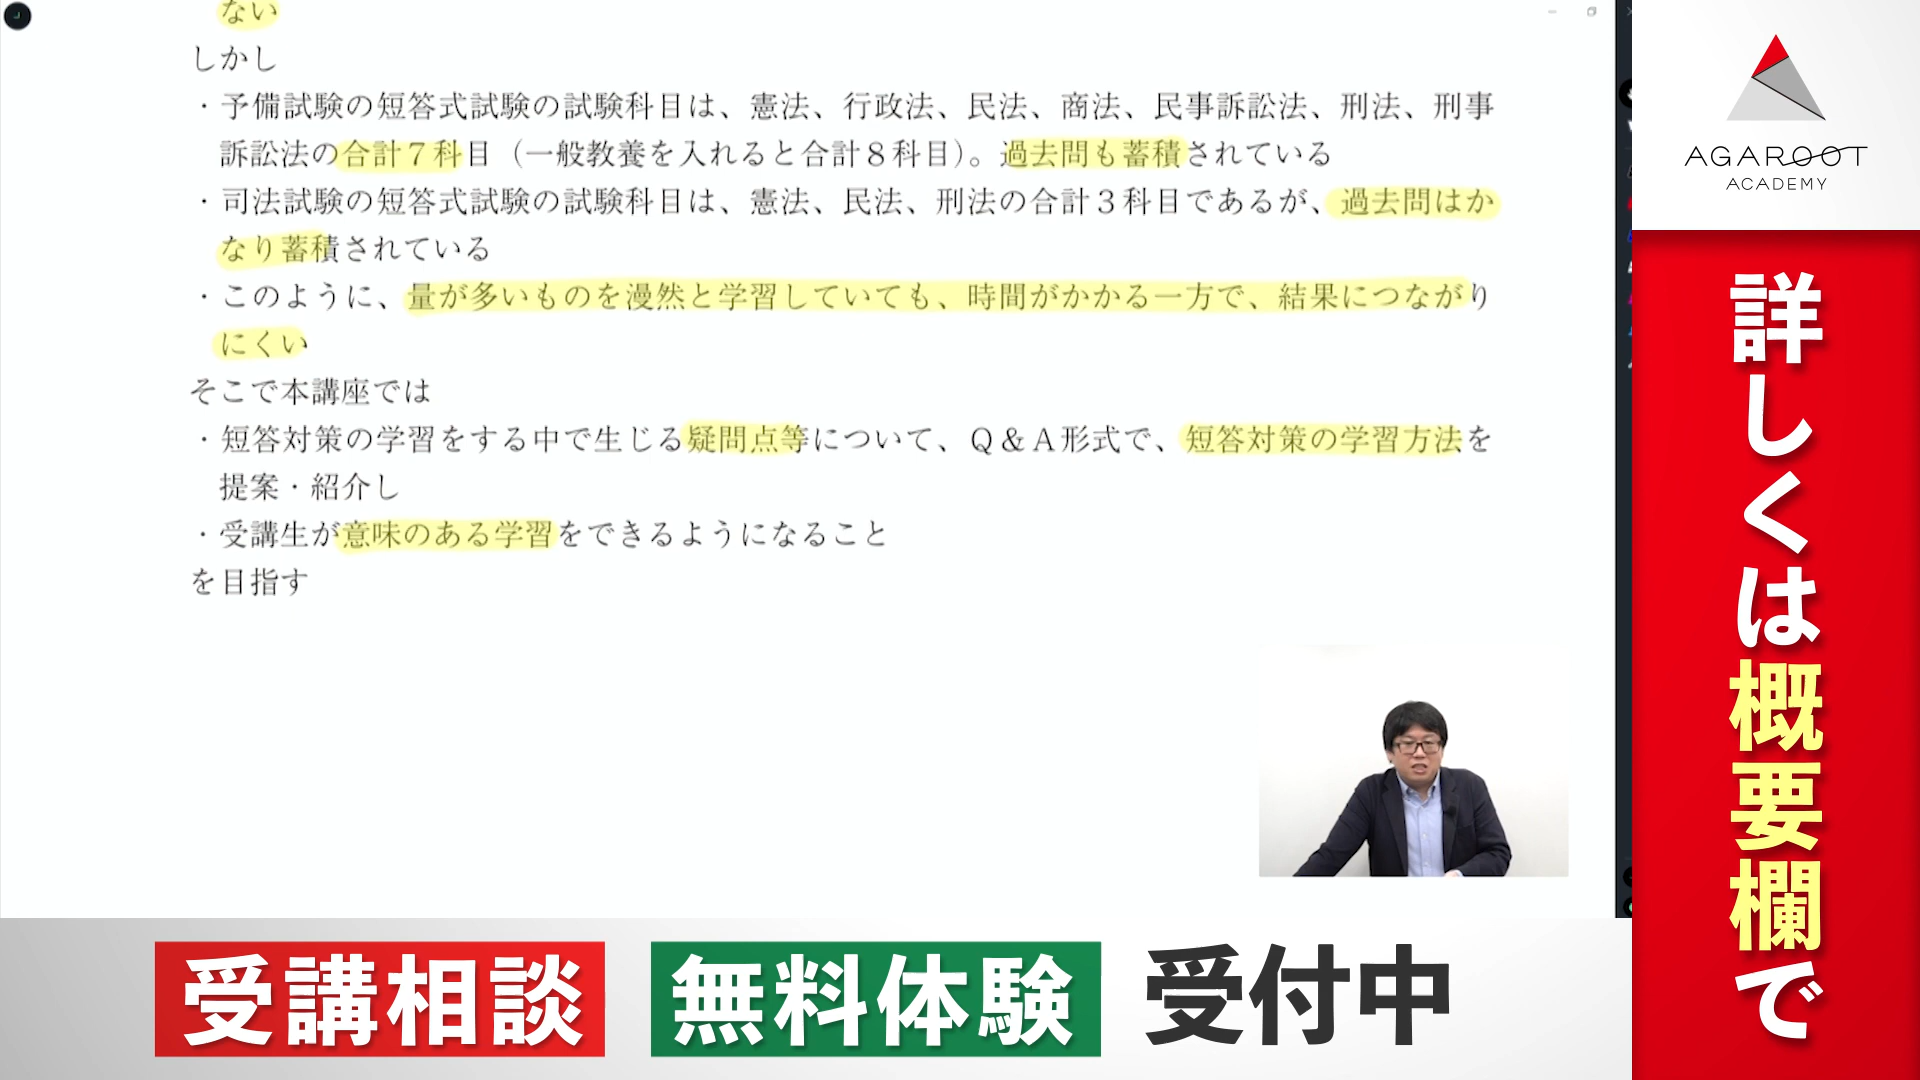 ない
しかし
・予備試験の短答式試験の試験科目は、憲法、行政法、民法、商法、民事訴訟法、刑法、刑事
訴訟法の合計７科目（一般教養を入れると合計８科目）。過去問も蓄積されている
・司法試験の短答式試験の試験科目は、憲法、民法、刑法の合計３科目であるが、過去問はか
なり蓄積されている
・このように、量が多いものを漫然と学習していても、時間がかかる一方で、結果につながり
にくい
そこで本講座では
・短答対策の学習をする中で生じる疑問点等について、Ｑ＆Ａ形式で、短答対策の学習方法を
提案・紹介し
・受講生が意味のある学習をできるようになること
を目指す
AGAROOT
ACADEMY
詳しくは概要欄で
受講相談 無料体験 受付中